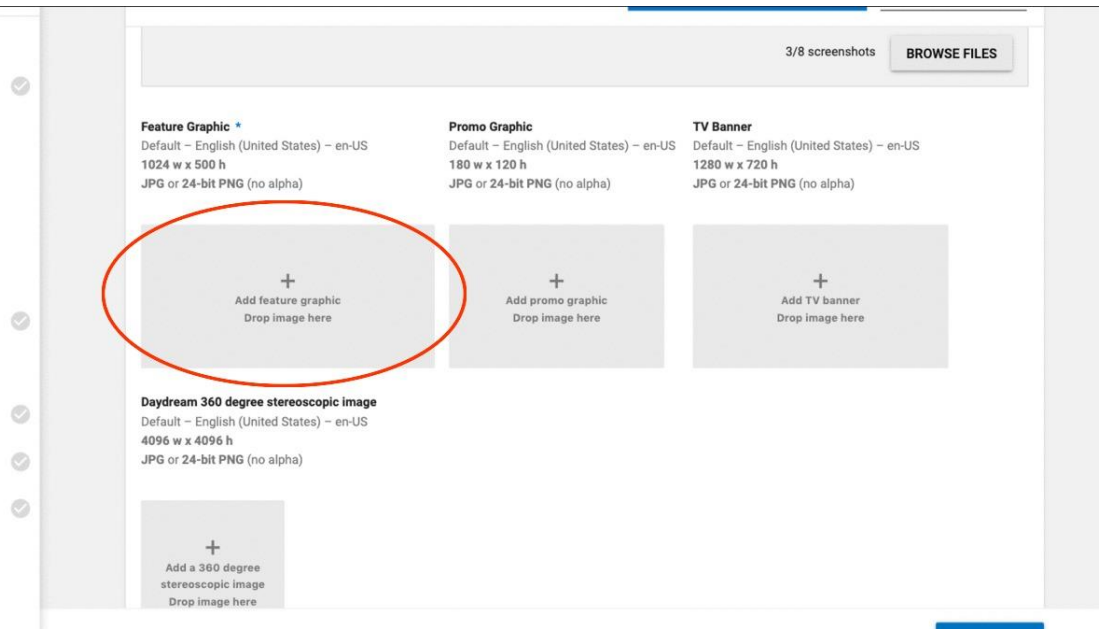 3/8 screenshots
BROWSE FILES
Feature Graphic *
Default – English (United States) – en-US
1024 w x 500 h
JPG or 24-bit PNG (no alpha)
Promo Graphic
Default – English (United States) – en-US
180 w x 120 h
JPG or 24-bit PNG (no alpha)
TV Banner
Default – English (United States) – en-US
1280 w x 720 h
JPG or 24-bit PNG (no alpha)
+
Add feature graphic
Drop image here
+
Add promo graphic
Drop image here
+
Add TV banner
Drop image here
Daydream 360 degree stereoscopic image
Default – English (United States) – en-US
4096 w x 4096 h
JPG or 24-bit PNG (no alpha)
+
Add a 360 degree
stereoscopic image
Drop image here